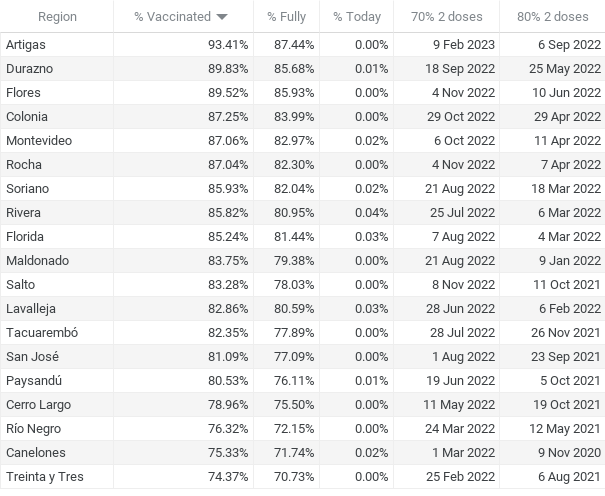 Region % Vaccinated % Fully % Today 70% 2 doses 80% 2 doses
Artigas 93.41% 87.44% 0.00% 9 Feb 2023 6 Sep 2022
Durazno 89.83% 85.68% 0.01% 18 Sep 2022 25 May 2022
Flores 89.52% 85.93% 0.00% 4 Nov 2022 10 Jun 2022
Colonia 87.25% 83.99% 0.00% 29 Oct 2022 29 Apr 2022
Montevideo 87.06% 82.97% 0.02% 6 Oct 2022 11 Apr 2022
Rocha 87.04% 82.30% 0.00% 4 Nov 2022 7 Apr 2022
Soriano 85.93% 82.04% 0.02% 21 Aug 2022 18 Mar 2022
Rivera 85.82% 80.95% 0.04% 25 Jul 2022 6 Mar 2022
Florida 85.24% 81.44% 0.03% 7 Aug 2022 4 Mar 2022
Maldonado 83.75% 79.38% 0.00% 21 Aug 2022 9 Jan 2022
Salto 83.28% 78.03% 0.00% 8 Nov 2022 11 Oct 2021
Lavalleja 82.86% 80.59% 0.03% 28 Jun 2022 6 Feb 2022
Tacuarembó 82.35% 77.89% 0.00% 28 Jul 2022 26 Nov 2021
San José 81.09% 77.09% 0.00% 1 Aug 2022 23 Sep 2021
Paysandú 80.53% 76.11% 0.01% 19 Jun 2022 5 Oct 2021
Cerro Largo 78.96% 75.50% 0.00% 11 May 2022 19 Oct 2021
Río Negro 76.32% 72.15% 0.00% 24 Mar 2022 12 May 2021
Canelones 75.33% 71.74% 0.02% 1 Mar 2022 9 Nov 2020
Treinta y Tres 74.37% 70.73% 0.00% 25 Feb 2022 6 Aug 2021